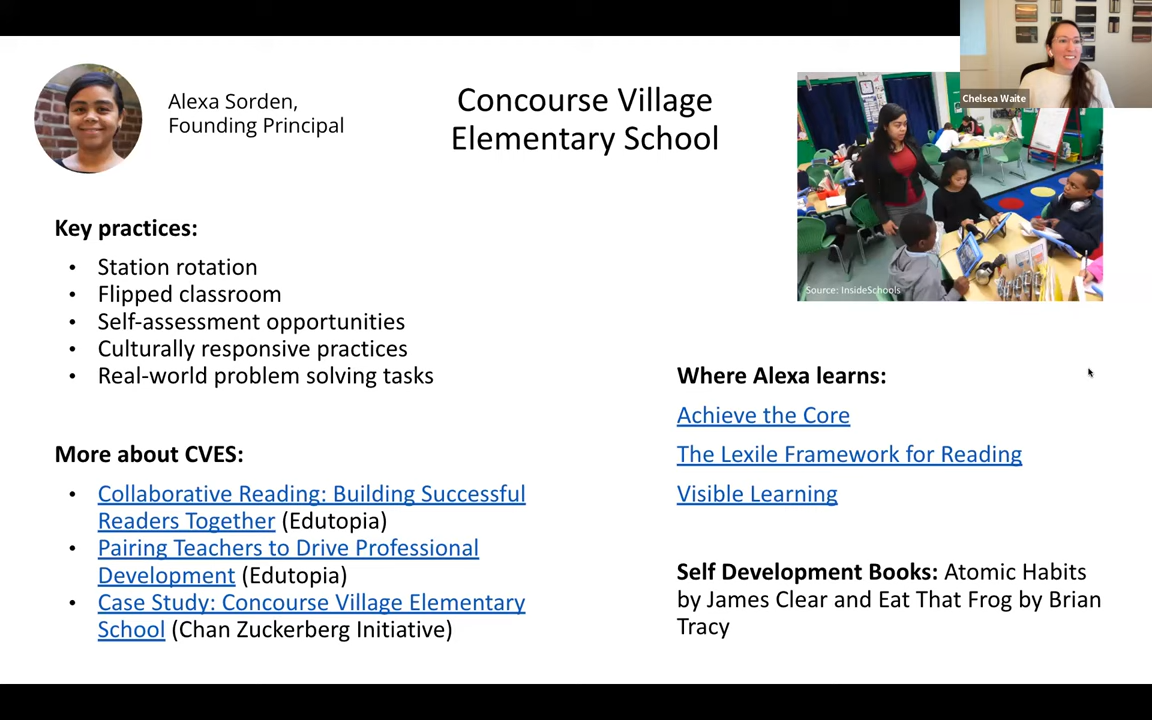 Alexa Sorden,
Founding Principal
Concourse Village
Elementary School
Chelsea Waite
Source: InsideSchools
Key practices:
• Station rotation
• Flipped classroom
• Self-assessment opportunities
• Culturally responsive practices
• Real-world problem solving tasks
More about CVES:
• Collaborative Reading: Building Successful
Readers Together (Edutopia)
• Pairing Teachers to Drive Professional
Development (Edutopia)
• Case Study: Concourse Village Elementary
School (Chan Zuckerberg Initiative)
Where Alexa learns:
Achieve the Core
The Lexile Framework for Reading
Visible Learning
Self Development Books: Atomic Habits
by James Clear and Eat That Frog by Brian
Tracy